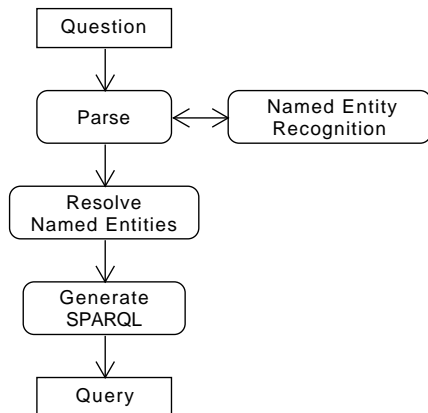 Question
Parse
Named Entity
Recognition
Resolve
Named Entities
Generate
SPARQL
Query